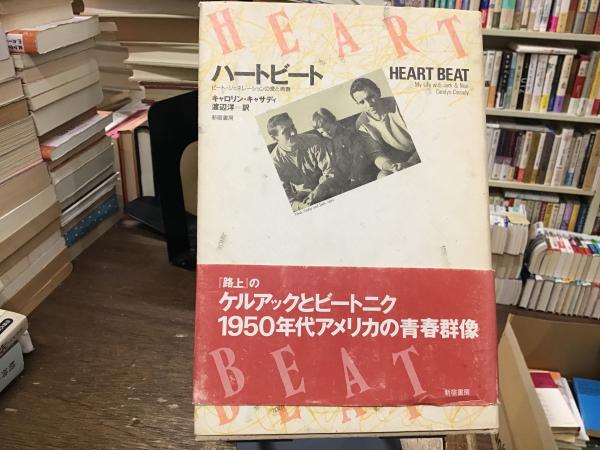 HEART
ハートビート
ビート・ジェネレーションの愛と青春
キャロリン・キャサディ
渡辺洋―訳
新宿書房
HEART BEAT
My Life with Jack & Neal
Carolyn Cassady
『路上』の
ケルアックとビートニク
1950年代アメリカの青春群像
BEAT
新宿書房
BEAT